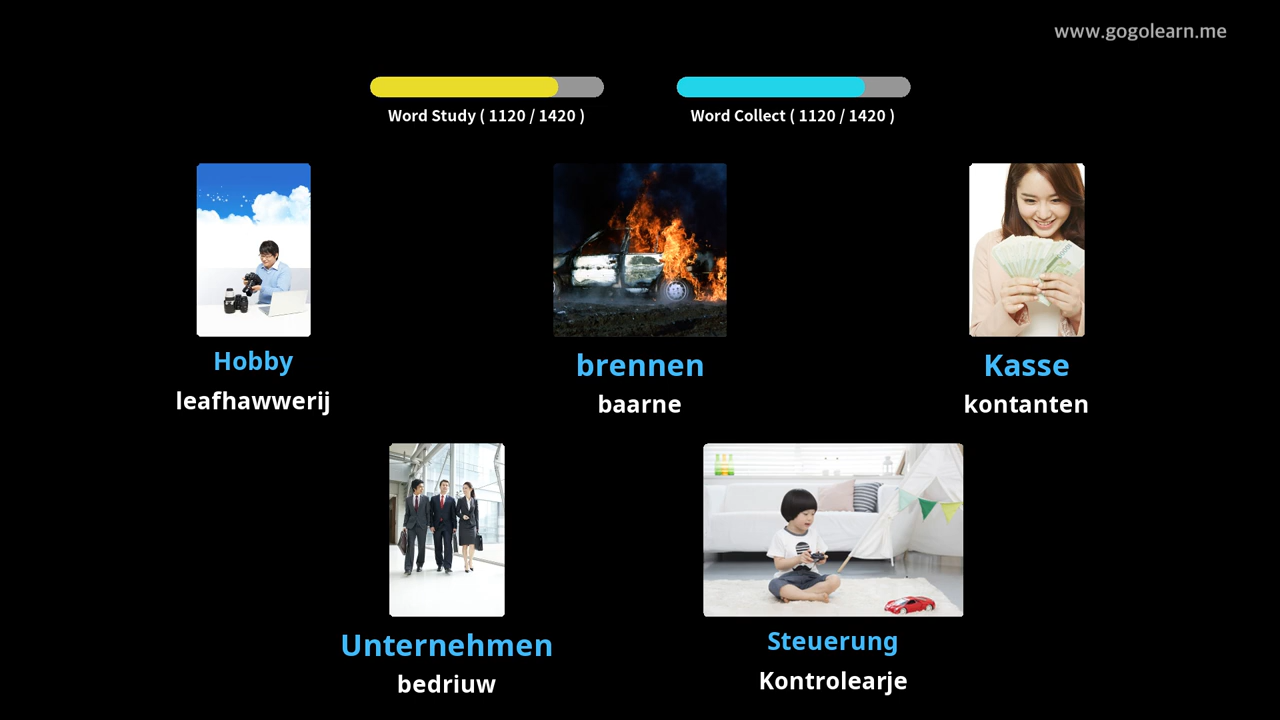 www.gogolearn.me
Word Study ( 1120 / 1420 )
Word Collect ( 1120 / 1420 )
Hobby
leafhawwerij
brennen
baarne
Kasse
kontanten
Unternehmen
bedriuw
Steuerung
Kontrolearje